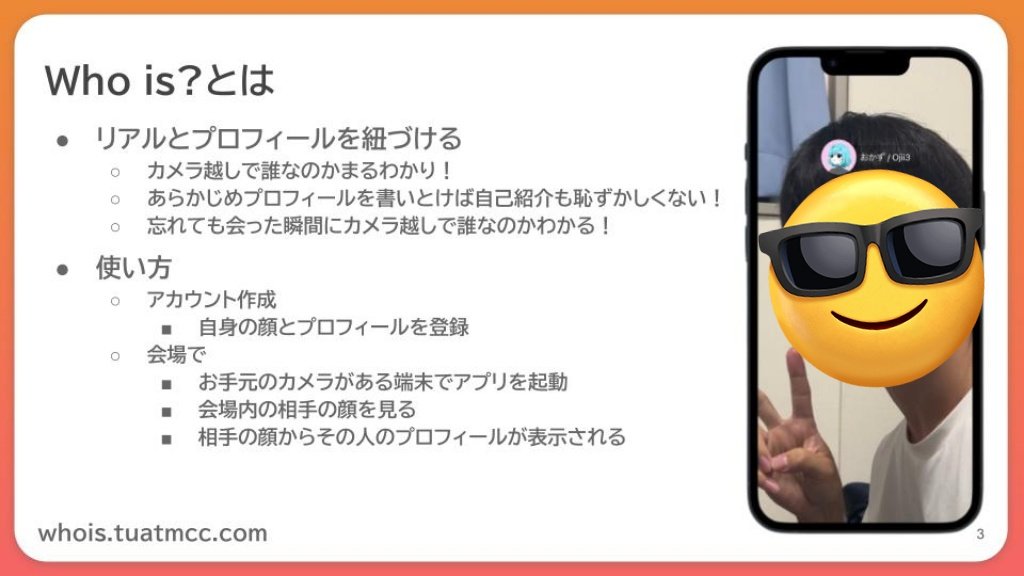 Who is?とは
● リアルとプロフィールを紐づける
○ カメラ越しで誰なのかまるわかり！
○ あらかじめプロフィールを書いとけば自己紹介も恥ずかしくない！
○ 忘れても会った瞬間にカメラ越しで誰なのかわかる！
● 使い方
○ アカウント作成
■ 自身の顔とプロフィールを登録
○ 会場で
■ お手元のカメラがある端末でアプリを起動
■ 会場内の相手の顔を見る
■ 相手の顔からその人のプロフィールが表示される
おかず / Ojii3
whois.tuatmcc.com
3